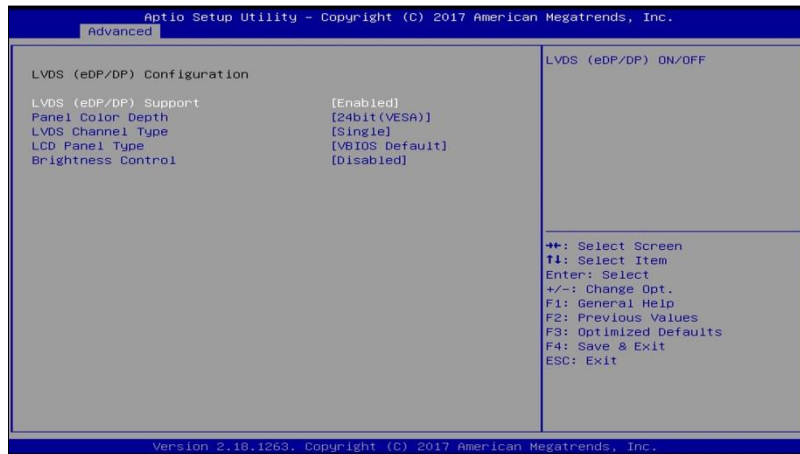 Aptio Setup Utility – Copyright (C) 2017 American Megatrends, Inc.
Advanced
LVDS (eDP/DP) Configuration
LVDS (eDP/DP) Support [Enabled]
Panel Color Depth [24bit(VESA)]
LVDS Channel Type [Single]
LCD Panel Type [VBIOS Default]
Brightness Control [Disabled]
LVDS (eDP/DP) ON/OFF
→←: Select Screen
↑↓: Select Item
Enter: Select
+/-: Change Opt.
F1: General Help
F2: Previous Values
F3: Optimized Defaults
F4: Save & Exit
ESC: Exit
Version 2.18.1263. Copyright (C) 2017 American Megatrends, Inc.